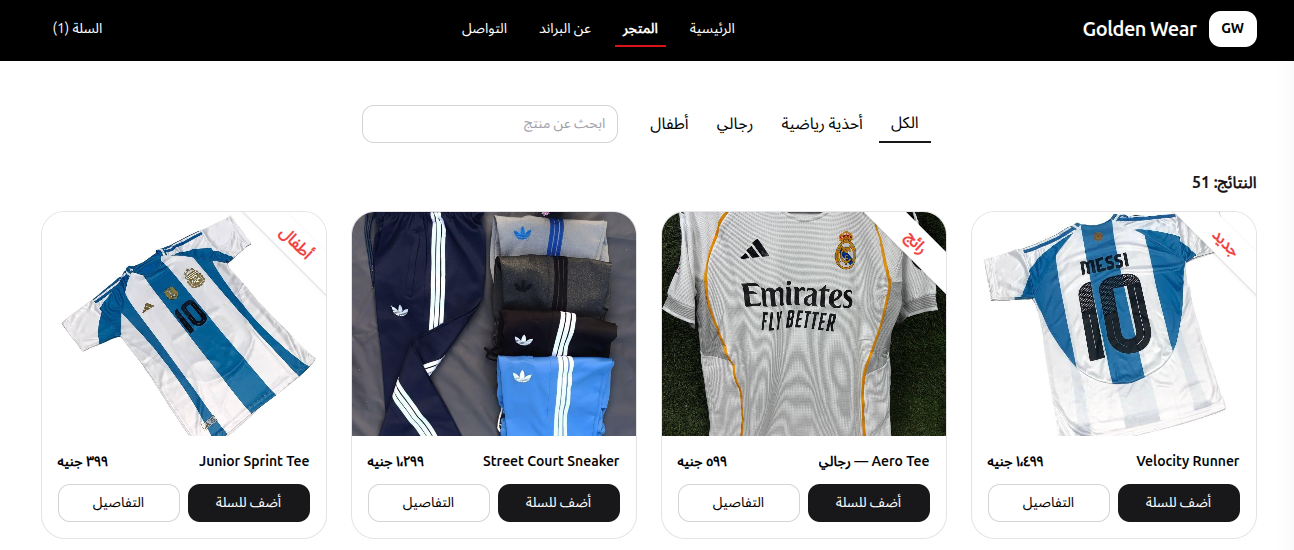 GW
Golden Wear
الرئيسية
المتجر
عن البراند
التواصل
السلة (1)
الكل
أحذية رياضية
رجالي
أطفال
ابحث عن منتج
النتائج: 51
جديد
MESSI
10
Velocity Runner
١٬٤٩٩ جنيه
أضف للسلة
التفاصيل
رائج
Emirates
FLY BETTER
Aero Tee — رجالي
٥٩٩ جنيه
أضف للسلة
التفاصيل
Street Court Sneaker
١٬٢٩٩ جنيه
أضف للسلة
التفاصيل
أطفال
10
Junior Sprint Tee
٣٩٩ جنيه
أضف للسلة
التفاصيل